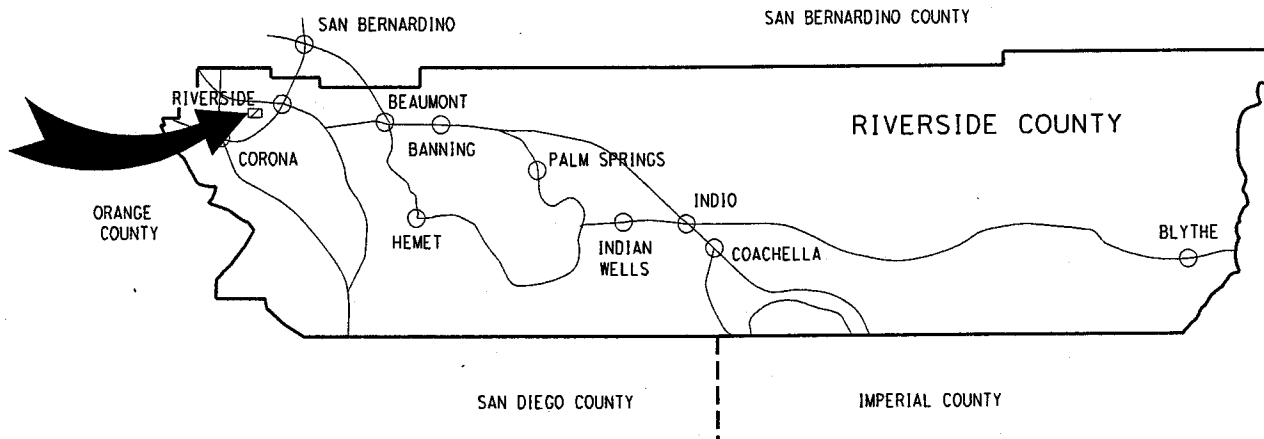 SAN BERNARDINO COUNTY
SAN BERNARDINO
RIVERSIDE
BEAUMONT
RIVERSIDE COUNTY
BANNING
CORONA
PALM SPRINGS
INDIO
ORANGE
COUNTY
HEMET
INDIAN
WELLS
COACHELLA
BLYTHE
SAN DIEGO COUNTY
IMPERIAL COUNTY